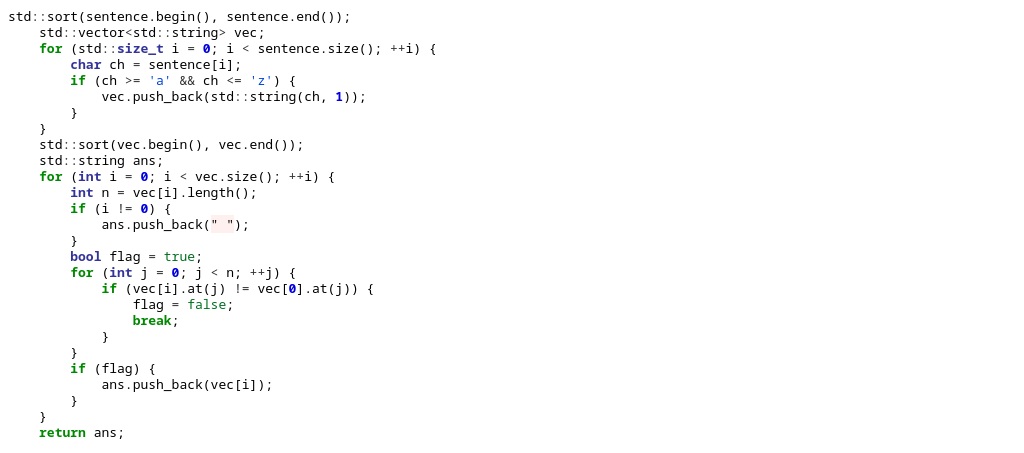 std::sort(sentence.begin(), sentence.end());
    std::vector<std::string> vec;
    for (std::size_t i = 0; i < sentence.size(); ++i) {
        char ch = sentence[i];
        if (ch >= 'a' && ch <= 'z') {
            vec.push_back(std::string(ch, 1));
        }
    }
    std::sort(vec.begin(), vec.end());
    std::string ans;
    for (int i = 0; i < vec.size(); ++i) {
        int n = vec[i].length();
        if (i != 0) {
            ans.push_back(" ");
        }
        bool flag = true;
        for (int j = 0; j < n; ++j) {
            if (vec[i].at(j) != vec[0].at(j)) {
                flag = false;
                break;
            }
        }
        if (flag) {
            ans.push_back(vec[i]);
        }
    }
    return ans;